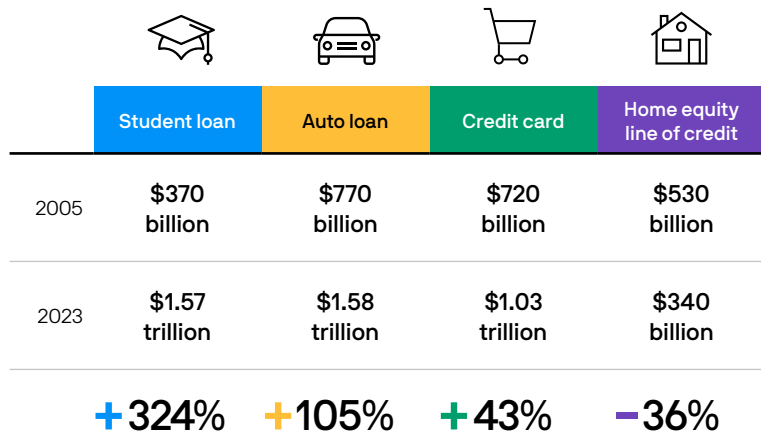 Student loan
Auto loan
Credit card
Home equity
line of credit
2005
$370
billion
$770
billion
$720
billion
$530
billion
2023
$1.57
trillion
$1.58
trillion
$1.03
trillion
$340
billion
+324%
+105%
+43%
−36%